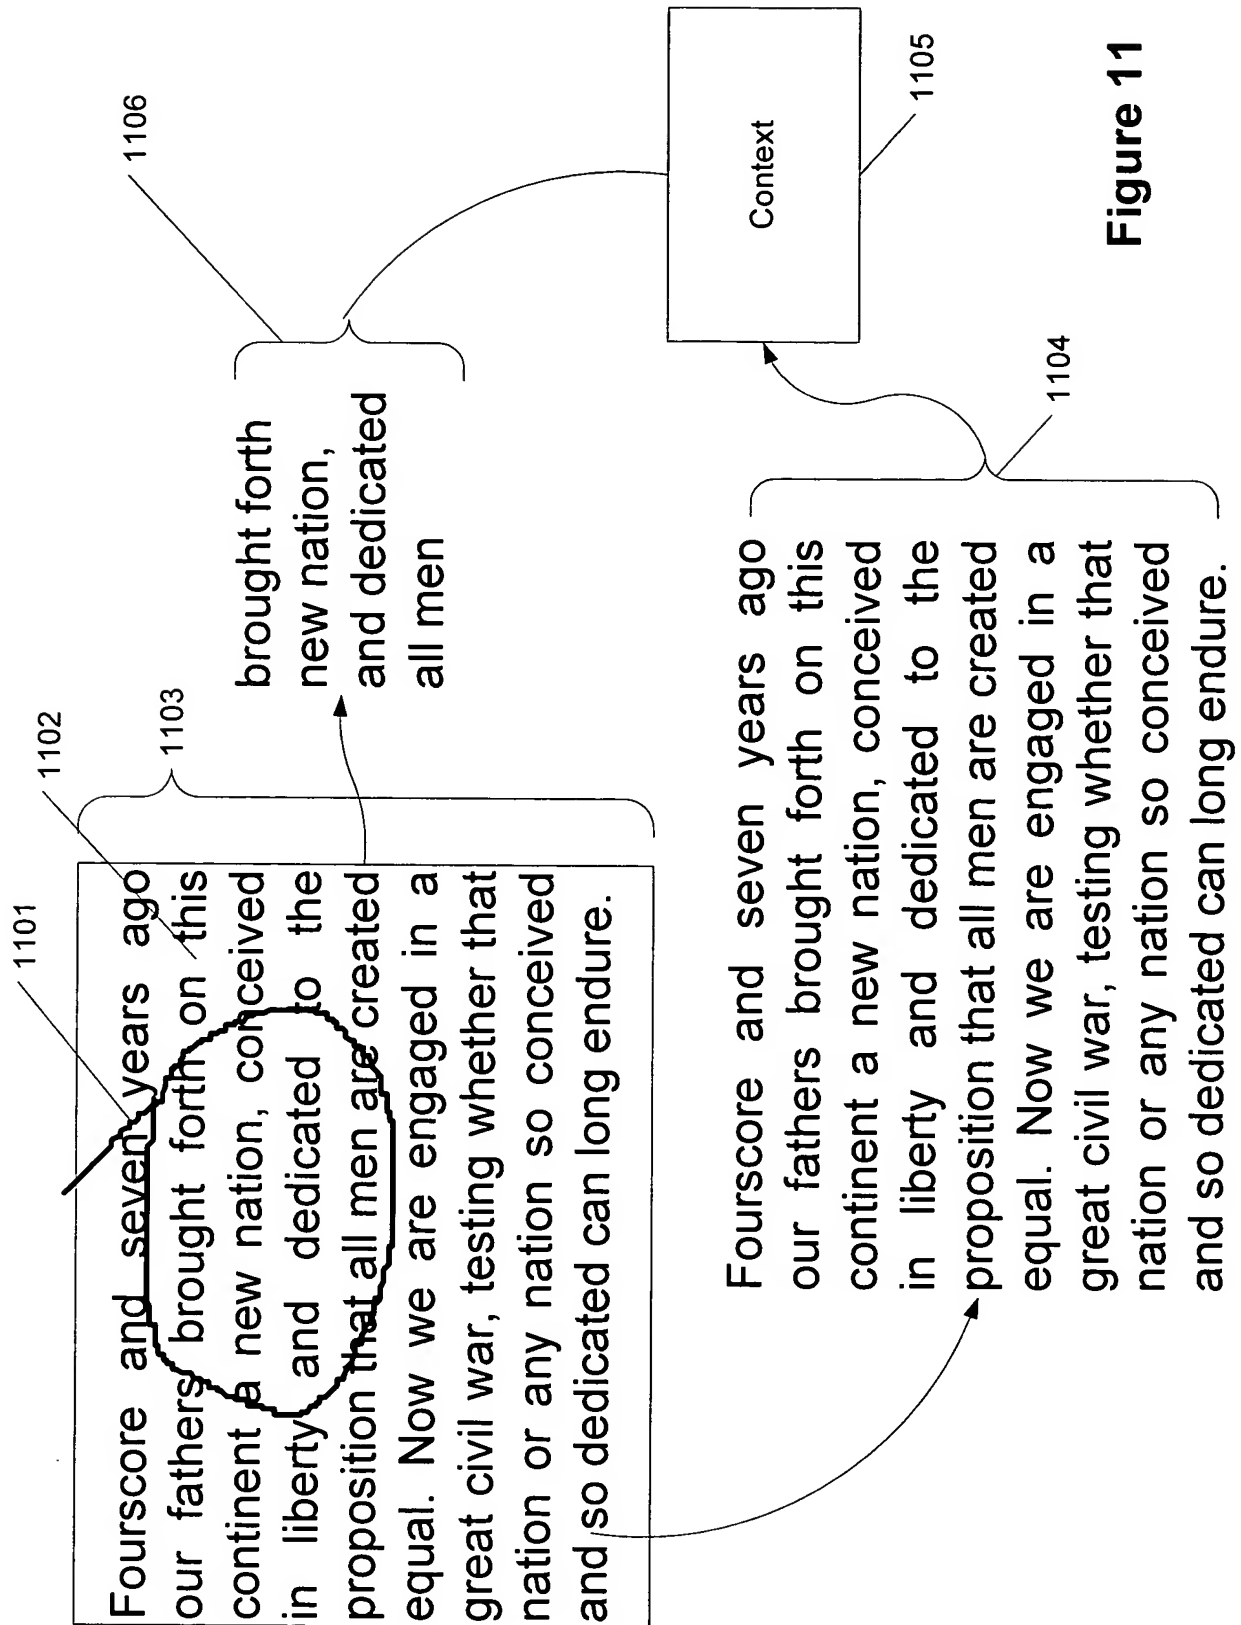 1101
1102
1103
Fourscore and seven years ago
our fathers brought forth on this
continent a new nation, conceived
in liberty and dedicated to the
proposition that all men are created
equal. Now we are engaged in a
great civil war, testing whether that
nation or any nation so conceived
and so dedicated can long endure.
1106
brought forth
new nation,
and dedicated
all men
Context
1105
Fourscore and seven years ago
our fathers brought forth on this
continent a new nation, conceived
in liberty and dedicated to the
proposition that all men are created
equal. Now we are engaged in a
great civil war, testing whether that
nation or any nation so conceived
and so dedicated can long endure.
1104
Figure 11